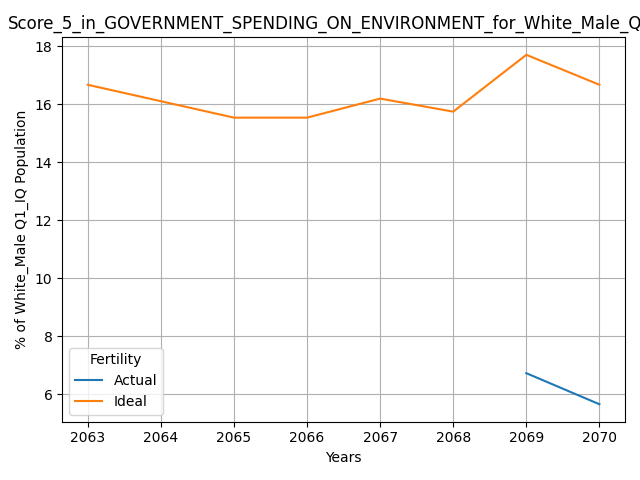 Score_5_in_GOVERNMENT_SPENDING_ON_ENVIRONMENT_for_White_Male_Q
18
16
14
12
10
8
6
% of White_Male Q1_IQ Population
Fertility
Actual
Ideal
2063 2064 2065 2066 2067 2068 2069 2070
Years